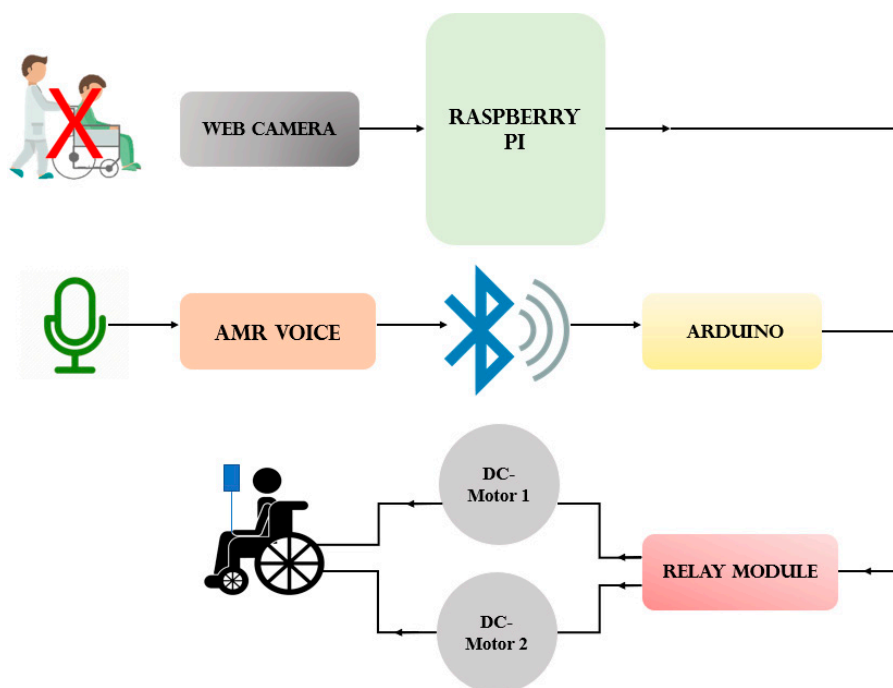 WEB CAMERA
RASPBERRY
PI
AMR VOICE
ARDUINO
DC-
Motor 1
RELAY MODULE
DC-
Motor 2